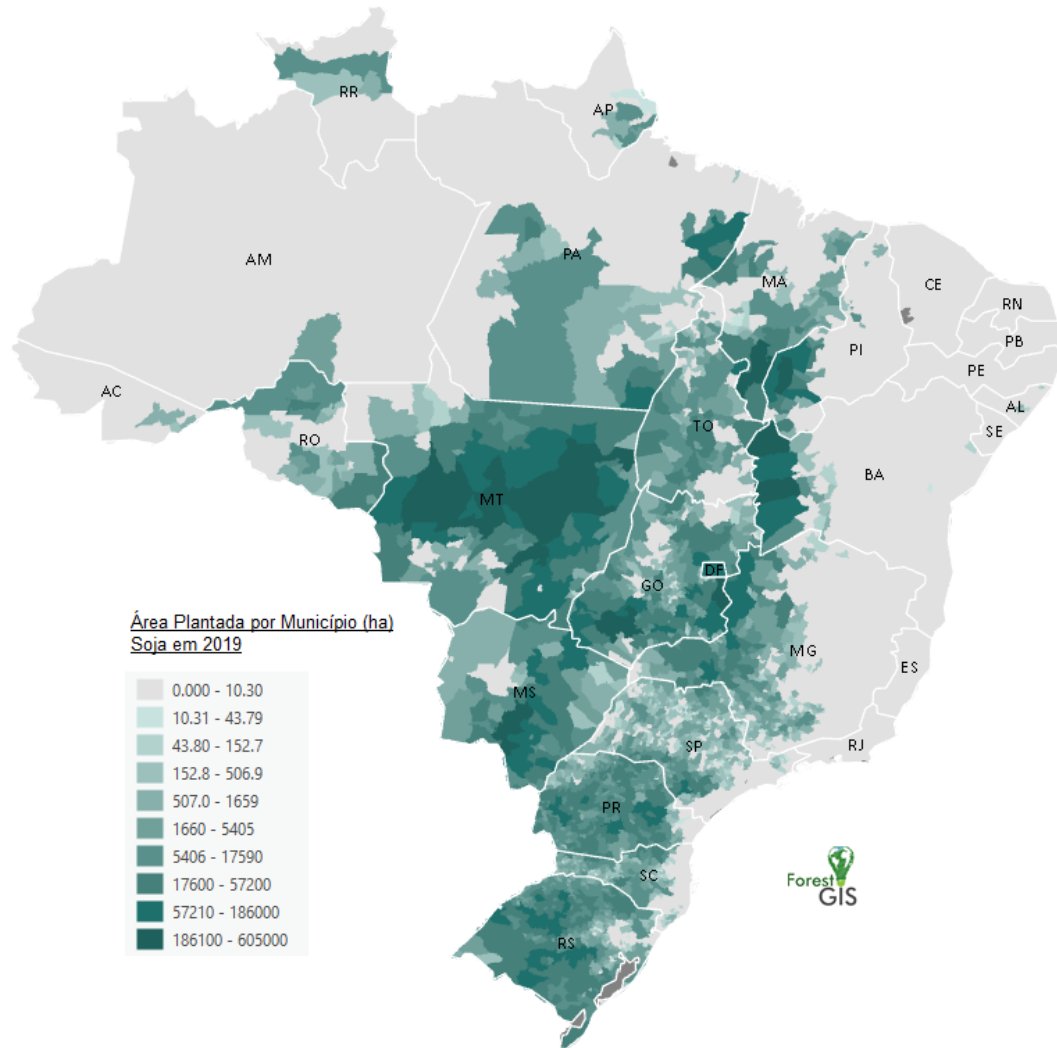 RR
AP
AM
PA
MA
CE
RN
PB
PI
PE
AC
AL
SE
TO
RO
BA
MT
DF
GO
Área Plantada por Município (ha)
Soja em 2019
MG
ES
MS
0.000 - 10.30
10.31 - 43.79
43.80 - 152.7
152.8 - 506.9
507.0 - 1659
1660 - 5405
5406 - 17590
17600 - 57200
57210 - 186000
186100 - 605000
SP
RJ
PR
SC
Forest
GIS
RS